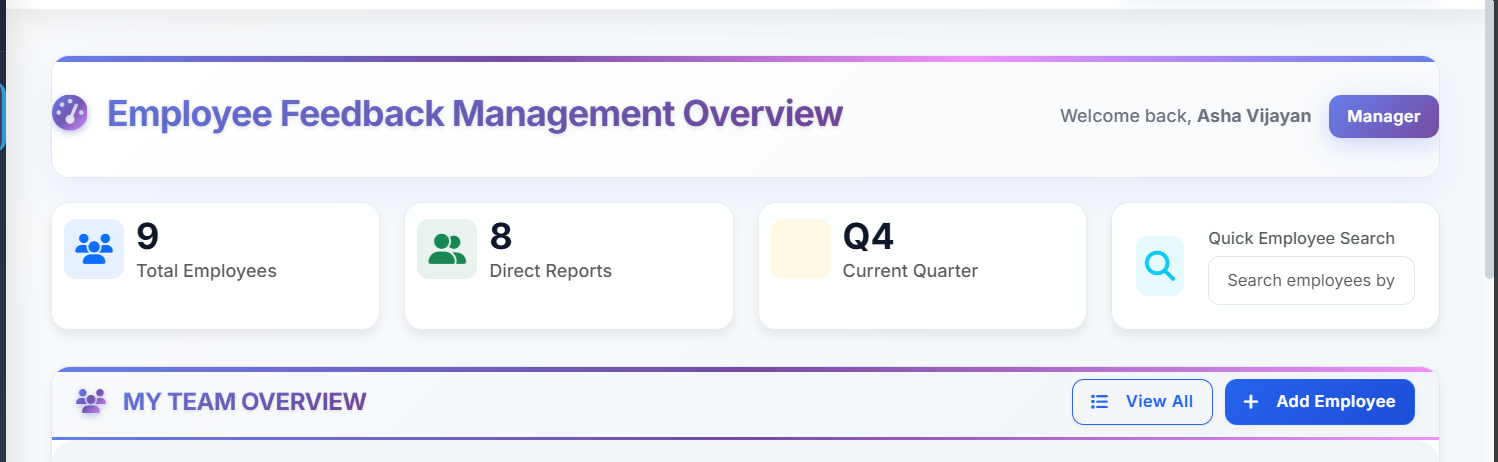 Employee Feedback Management Overview
Welcome back, Asha Vijayan
Manager
9
Total Employees
8
Direct Reports
Q4
Current Quarter
Quick Employee Search
Search employees by
MY TEAM OVERVIEW
View All
Add Employee